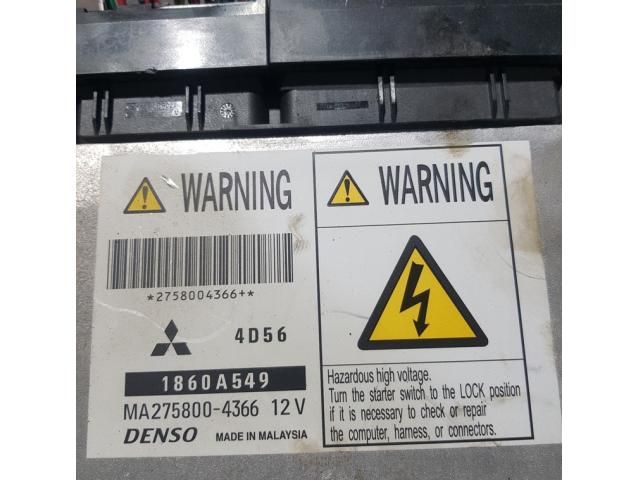 WARNING
*2758004366+*
4D56
1860A549
MA275800-4366 12V
DENSO MADE IN MALAYSIA
WARNING
Hazardous high voltage.
Turn the starter switch to the LOCK position
if it is necessary to check or repair
the computer, harness, or connectors.